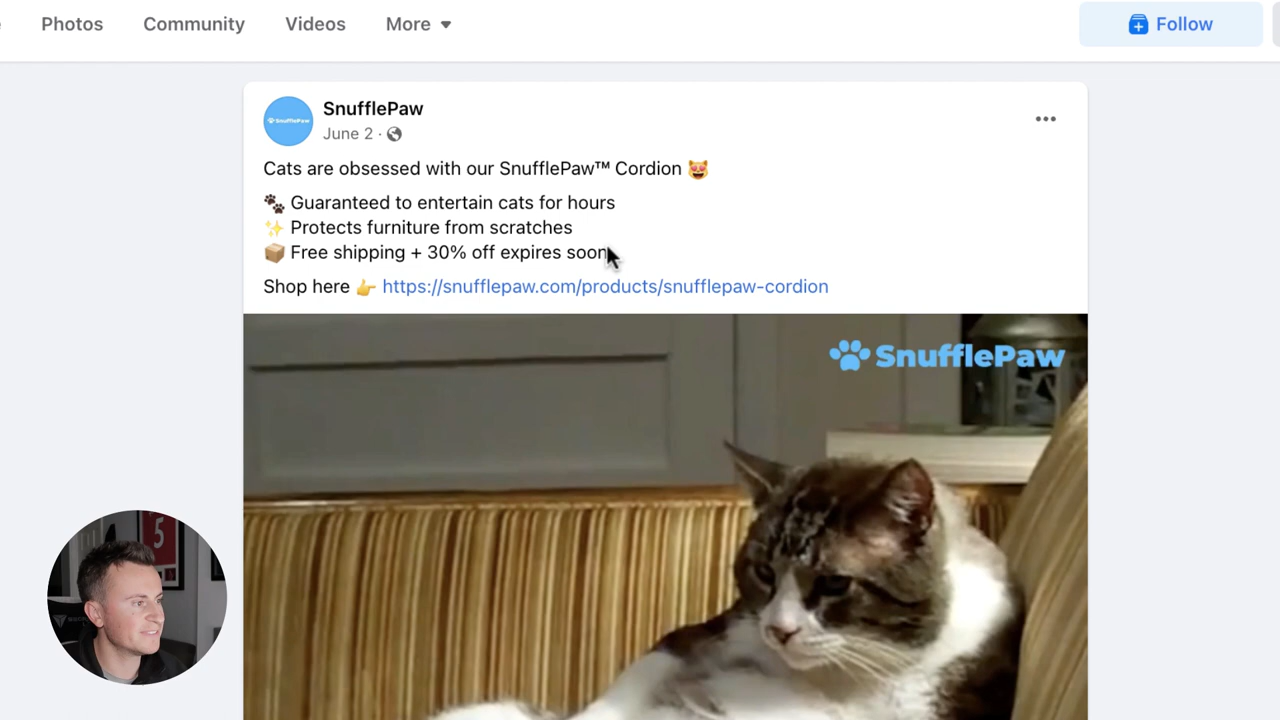 Photos Community Videos More Follow
SnufflePaw
SnufflePaw
June 2 ·
Cats are obsessed with our SnufflePaw™ Cordion 😻
🐾 Guaranteed to entertain cats for hours
✨ Protects furniture from scratches
📦 Free shipping + 30% off expires soon
Shop here 👉 https://snufflepaw.com/products/snufflepaw-cordion
SnufflePaw
5